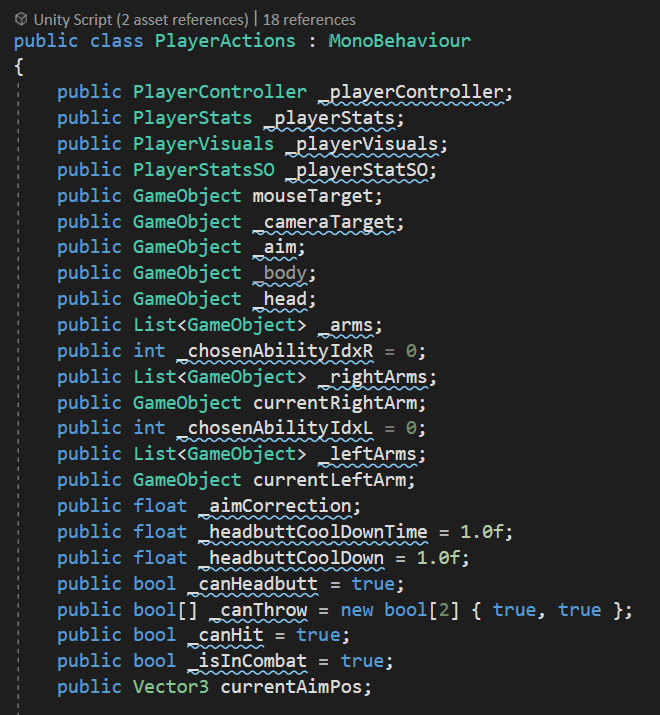 Unity Script (2 asset references) | 18 references
public class PlayerActions : MonoBehaviour
{
public PlayerController _playerController;
public PlayerStats _playerStats;
public PlayerVisuals _playerVisuals;
public PlayerStatsSO _playerStatSO;
public GameObject mouseTarget;
public GameObject _cameraTarget;
public GameObject _aim;
public GameObject _body;
public GameObject _head;
public List<GameObject> _arms;
public int _chosenAbilityIdxR = 0;
public List<GameObject> _rightArms;
public GameObject currentRightArm;
public int _chosenAbilityIdxL = 0;
public List<GameObject> _leftArms;
public GameObject currentLeftArm;
public float _aimCorrection;
public float _headbuttCoolDownTime = 1.0f;
public float _headbuttCoolDown = 1.0f;
public bool _canHeadbutt = true;
public bool[] _canThrow = new bool[2] { true, true };
public bool _canHit = true;
public bool _isInCombat = true;
public Vector3 currentAimPos;